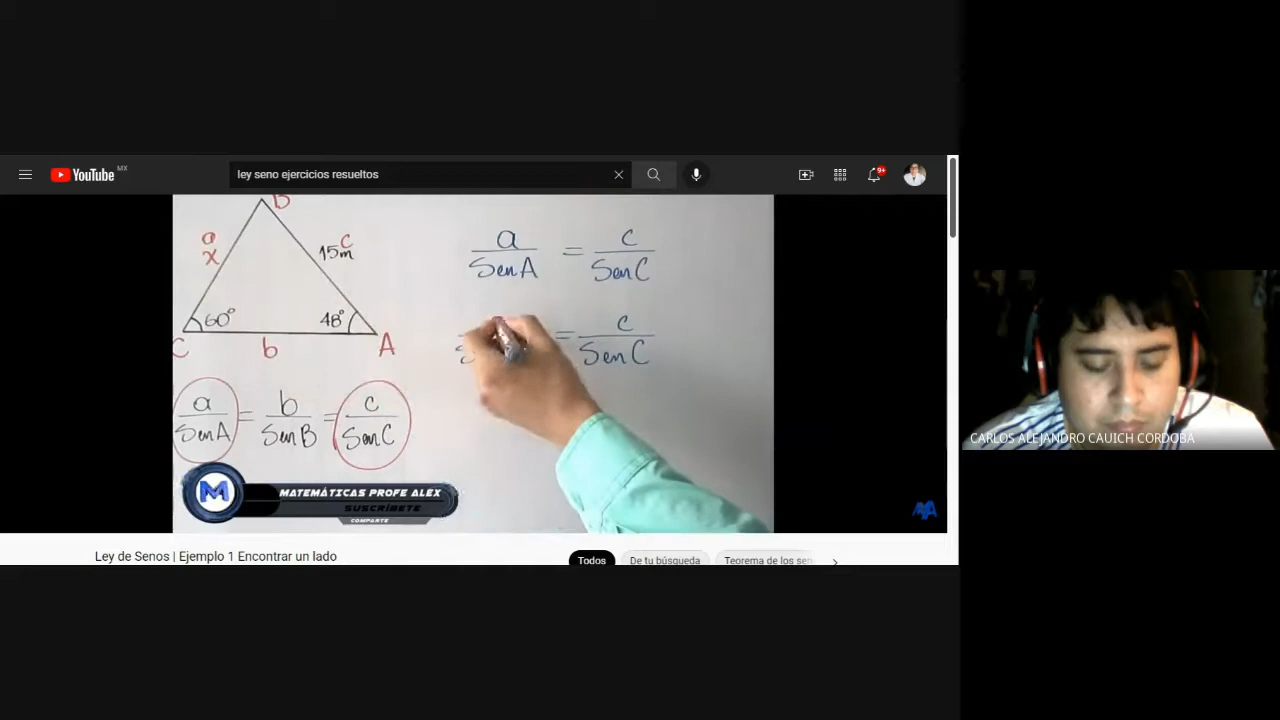 YouTube MX
ley seno ejercicios resueltos
9+
B
a
x
15m
c
60°
48°
C
b
A
a/SenA = c/SenC
= c/SenC
a/SenA = b/SenB = c/SenC
MATEMÁTICAS PROFE ALEX
SUSCRÍBETE
COMPARTE
Ley de Senos | Ejemplo 1 Encontrar un lado
Todos
De tu búsqueda
Teorema de los sen
CARLOS ALEJANDRO CAUICH CORDOBA